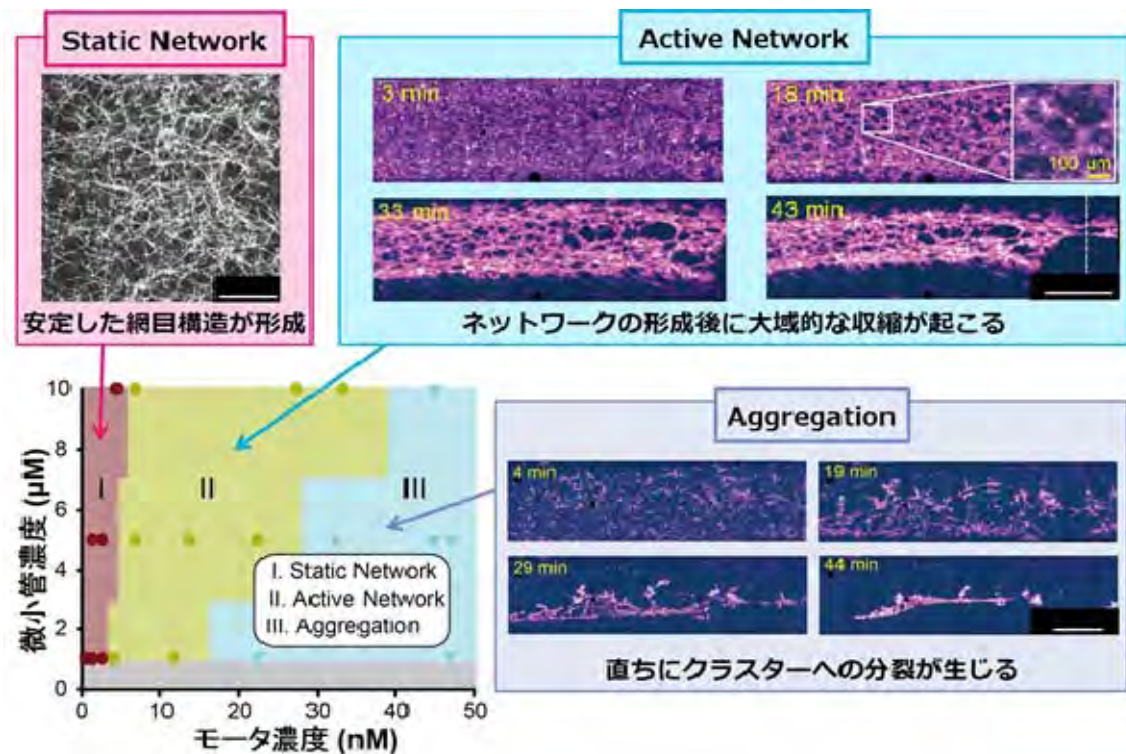 Static Network
安定した網目構造が形成
Active Network
3 min
18 min
100 μm
33 min
43 min
ネットワークの形成後に大域的な収縮が起こる
微小管濃度 (μM)
10
8
6
4
2
0
I
II
III
I. Static Network
II. Active Network
III. Aggregation
0
10
20
30
40
50
モータ濃度 (nM)
Aggregation
4 min
19 min
29 min
44 min
直ちにクラスターへの分裂が生じる